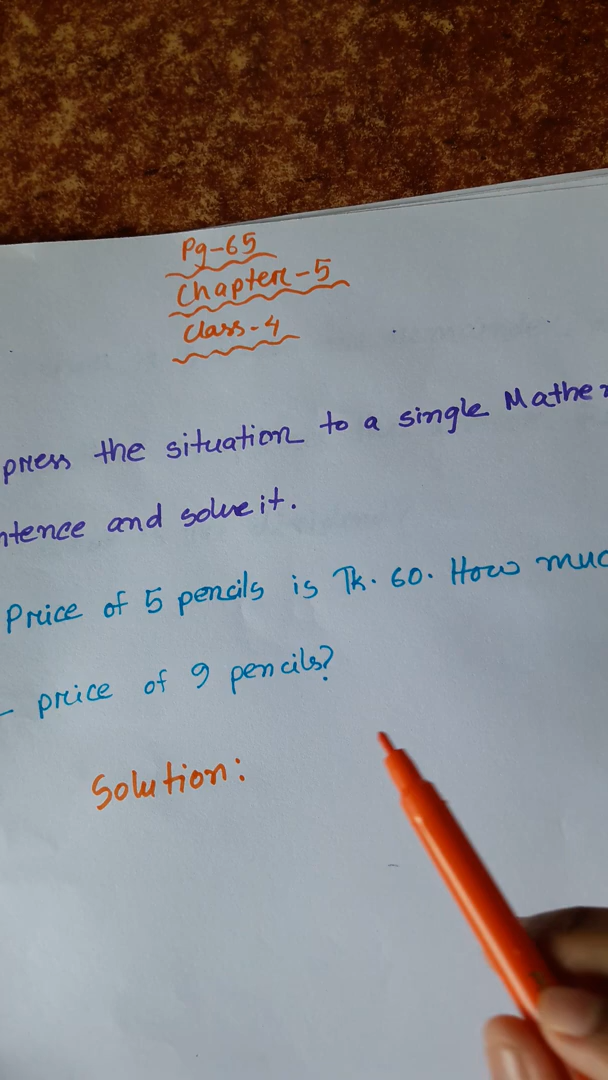 Pg-65
Chapter-5
Class-4
press the situation to a single Mathe
ntence and solve it.
Price of 5 pencils is Tk. 60. How muc
price of 9 pencils?
Solution: